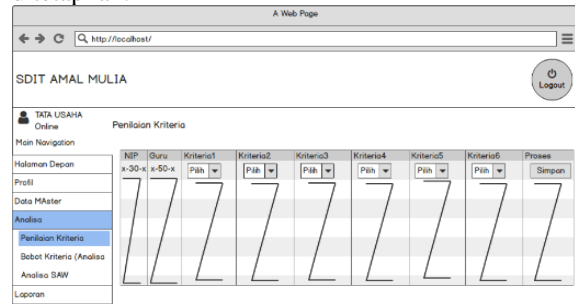 A Web Page
http://localhost/
SDIT AMAL MULIA
Logout
TATA USAHA
Online
Penilaian Kriteria
Main Navigation
Halaman Depan
Profil
Data MAster
Analisa
Penilaian Kriteria
Bobot Kriteria (Analisa
Analisa SAW
Laporan
NIP Guru Kriteria1 Kriteria2 Kriteria3 Kriteria4 Kriteria5 Kriteria6 Proses
x-30-x x-50-x Pilih Pilih Pilih Pilih Pilih Pilih Simpan